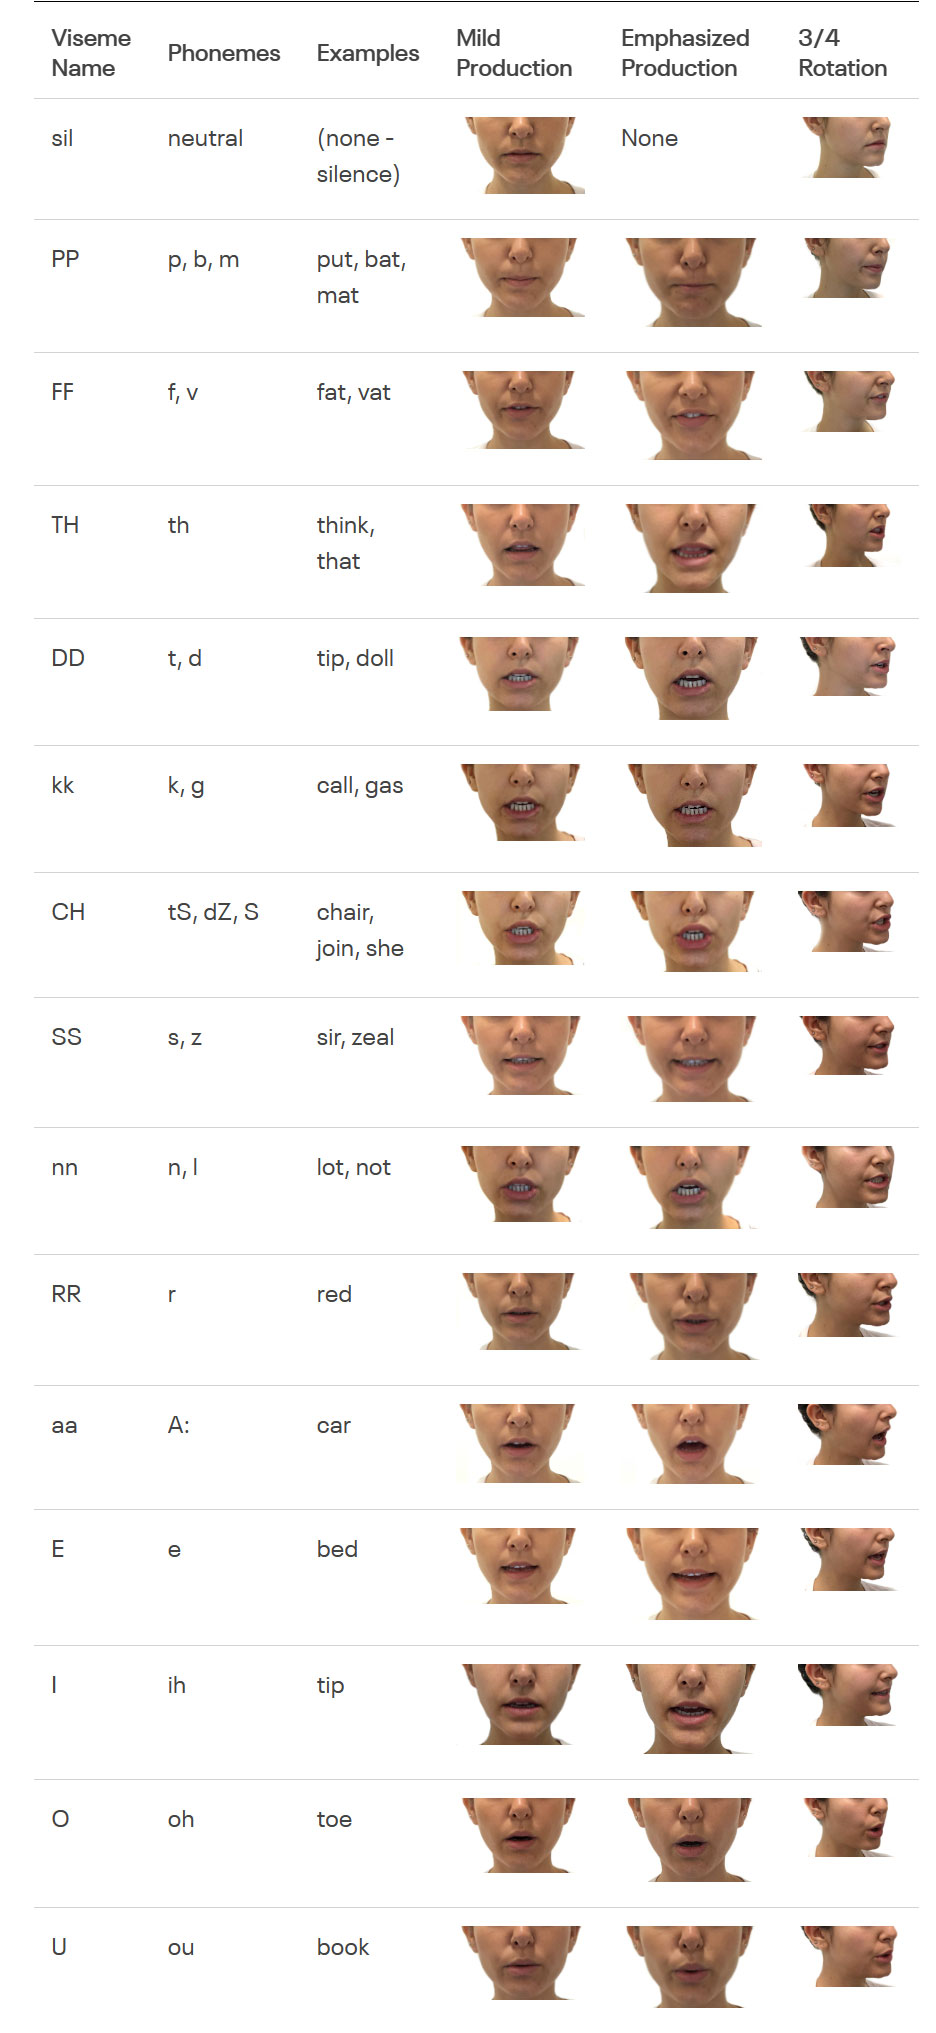 Viseme Name Phonemes Examples Mild Production Emphasized Production 3/4 Rotation
sil neutral (none - silence) None
PP p, b, m put, bat, mat
FF f, v fat, vat
TH th think, that
DD t, d tip, doll
kk k, g call, gas
CH tS, dZ, S chair, join, she
SS s, z sir, zeal
nn n, l lot, not
RR r red
aa A: car
E e bed
I ih tip
O oh toe
U ou book